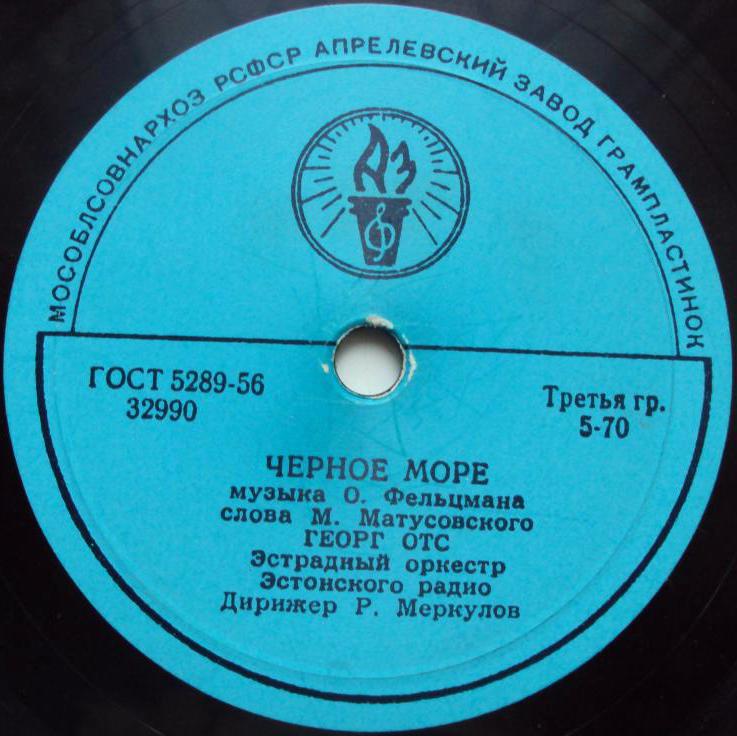 МОСОБЛСОВНАРХОЗ РСФСР АПРЕЛЕВСКИЙ ЗАВОД ГРАМПЛАСТИНОК
АЗ
ГОСТ 5289-56
32990
Третья гр.
5-70
ЧЕРНОЕ МОРЕ
музыка О. Фельцмана
слова М. Матусовского
ГЕОРГ ОТС
Эстрадный оркестр
Эстонского радио
Дирижер Р. Меркулов